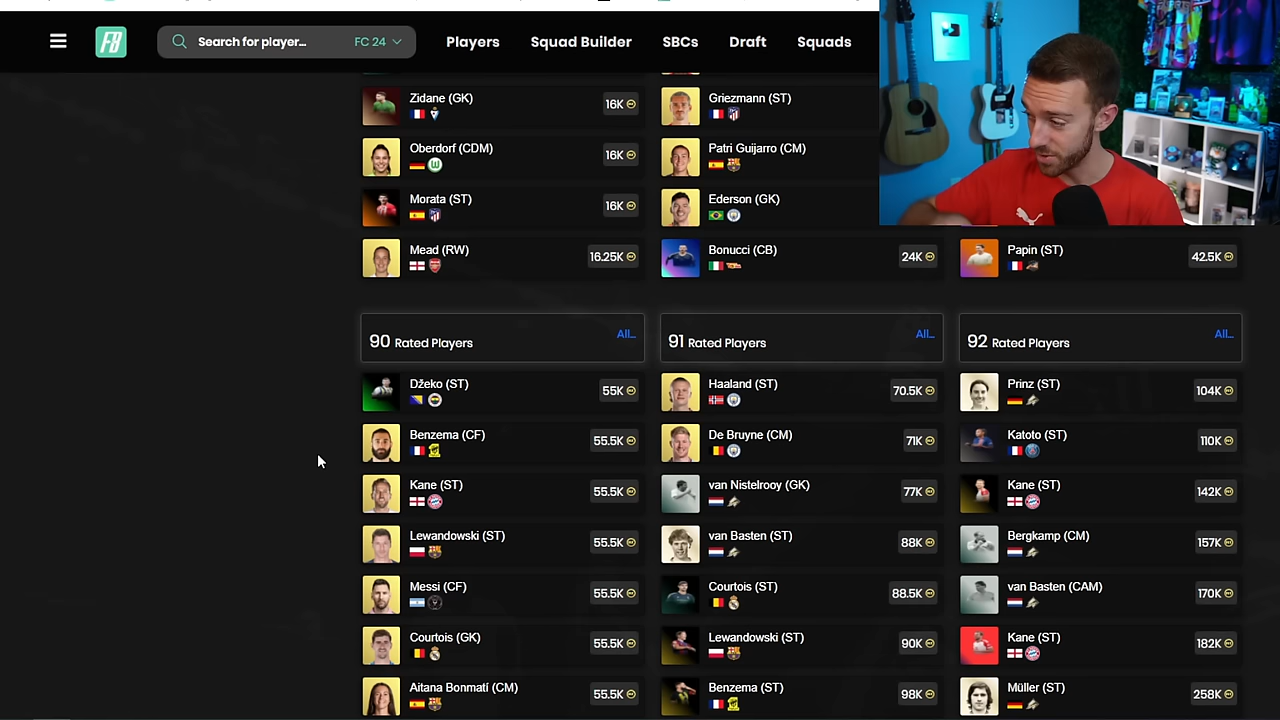 FB
Search for player...
FC 24
Players
Squad Builder
SBCs
Draft
Squads
Zidane (GK)
16K
Oberdorf (CDM)
16K
Morata (ST)
16K
Mead (RW)
16.25K
Griezmann (ST)
Patri Guijarro (CM)
Ederson (GK)
Bonucci (CB)
24K
Papin (ST)
42.5K
90 Rated Players
All...
Džeko (ST)
55K
Benzema (CF)
55.5K
Kane (ST)
55.5K
Lewandowski (ST)
55.5K
Messi (CF)
55.5K
Courtois (GK)
55.5K
Aitana Bonmatí (CM)
55.5K
91 Rated Players
All...
Haaland (ST)
70.5K
De Bruyne (CM)
71K
van Nistelrooy (GK)
77K
van Basten (ST)
88K
Courtois (ST)
88.5K
Lewandowski (ST)
90K
Benzema (ST)
98K
92 Rated Players
All...
Prinz (ST)
104K
Katoto (ST)
110K
Kane (ST)
142K
Bergkamp (CM)
157K
van Basten (CAM)
170K
Kane (ST)
182K
Müller (ST)
258K